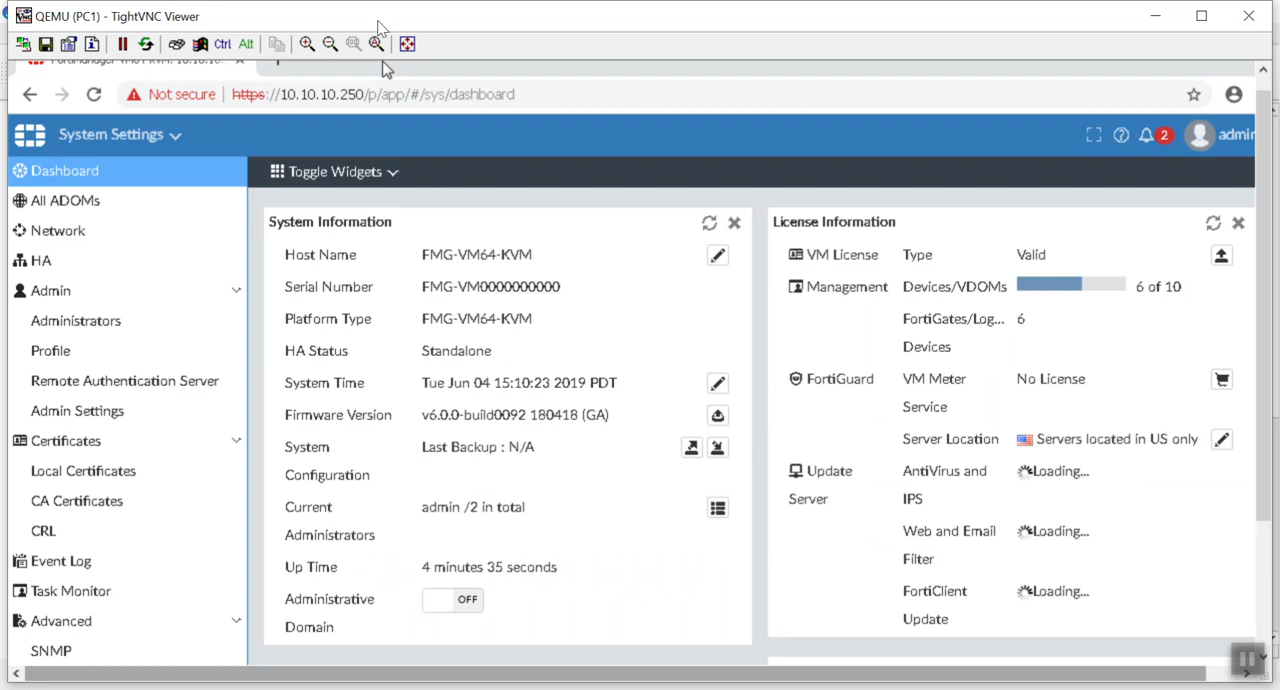 QEMU (PC1) - TightVNC Viewer
Ctrl Alt
Not secure | https://10.10.10.250/p/app/#/sys/dashboard
System Settings
2
admin
Dashboard
Toggle Widgets
All ADOMs
Network
HA
Admin
Administrators
Profile
Remote Authentication Server
Admin Settings
Certificates
Local Certificates
CA Certificates
CRL
Event Log
Task Monitor
Advanced
SNMP
System Information
Host Name FMG-VM64-KVM
Serial Number FMG-VM0000000000
Platform Type FMG-VM64-KVM
HA Status Standalone
System Time Tue Jun 04 15:10:23 2019 PDT
Firmware Version v6.0.0-build0092 180418 (GA)
System Last Backup : N/A
Configuration
Current admin /2 in total
Administrators
Up Time 4 minutes 35 seconds
Administrative OFF
Domain
License Information
VM License Type Valid
Management Devices/VDOMs 6 of 10
FortiGates/Log... 6
Devices
FortiGuard VM Meter No License
Service
Server Location Servers located in US only
Update AntiVirus and Loading...
Server IPS
Web and Email Loading...
Filter
FortiClient Loading...
Update